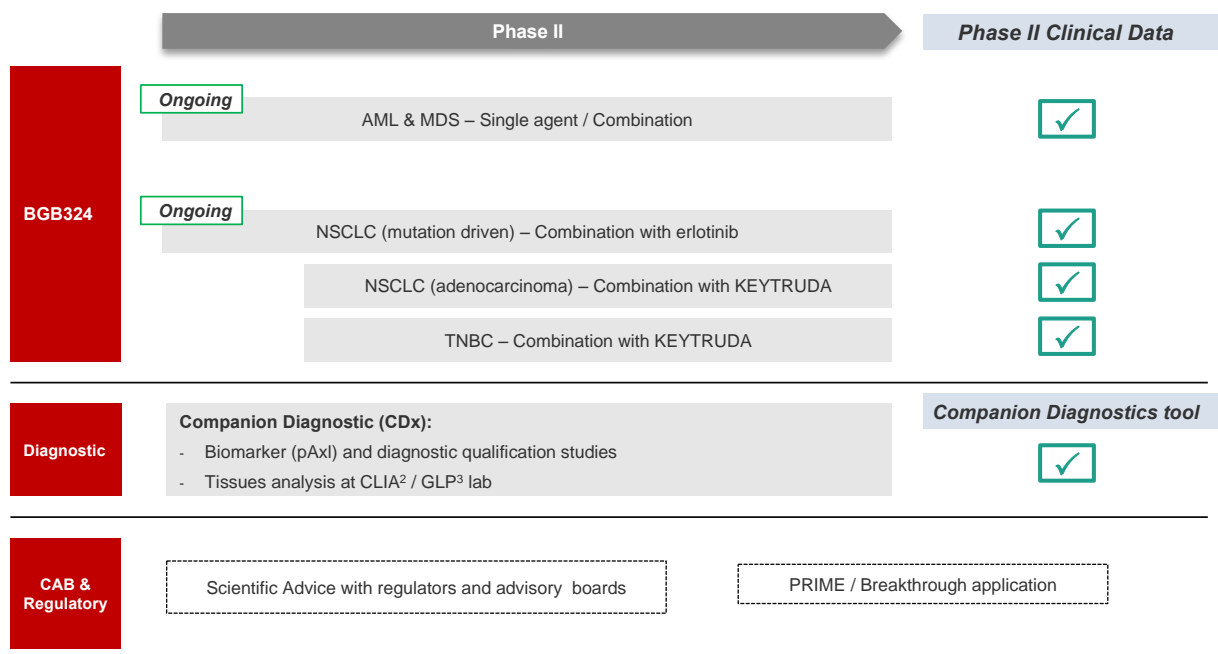 Phase II
Phase II Clinical Data
BGB324
Ongoing
AML & MDS – Single agent / Combination
Ongoing
NSCLC (mutation driven) – Combination with erlotinib
NSCLC (adenocarcinoma) – Combination with KEYTRUDA
TNBC – Combination with KEYTRUDA
Diagnostic
Companion Diagnostic (CDx):
- Biomarker (pAxl) and diagnostic qualification studies
- Tissues analysis at CLIA² / GLP³ lab
Companion Diagnostics tool
CAB &
Regulatory
Scientific Advice with regulators and advisory boards
PRIME / Breakthrough application